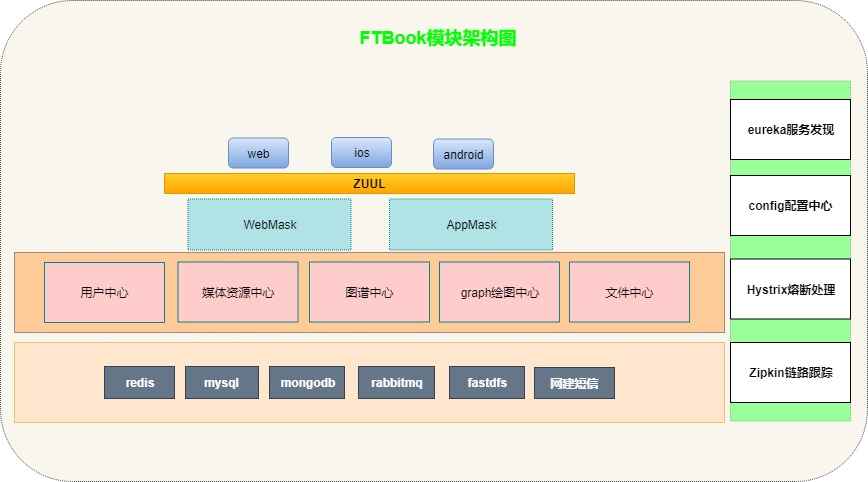 FTBook模块架构图
web
ios
android
ZUUL
WebMask
AppMask
用户中心
媒体资源中心
图谱中心
graph绘图中心
文件中心
redis
mysql
mongodb
rabbitmq
fastdfs
网建短信
eureka服务发现
config配置中心
Hystrix熔断处理
Zipkin链路跟踪